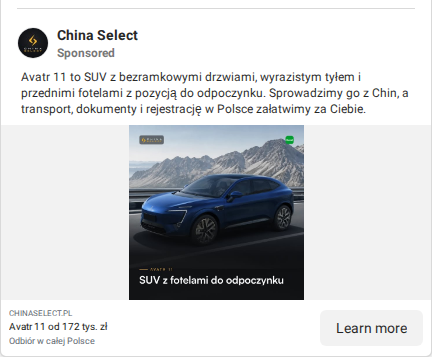 China Select
Sponsored
Avatr 11 to SUV z bezramkowymi drzwiami, wyrazistym tyłem i
przednimi fotelami z pozycją do odpoczynku. Sprowadzimy go z Chin, a
transport, dokumenty i rejestrację w Polsce załatwimy za Ciebie.
AVATR 11
SUV z fotelami do odpoczynku
CHINASELECT.PL
Avatr 11 od 172 tys. zł
Odbiór w całej Polsce
Learn more